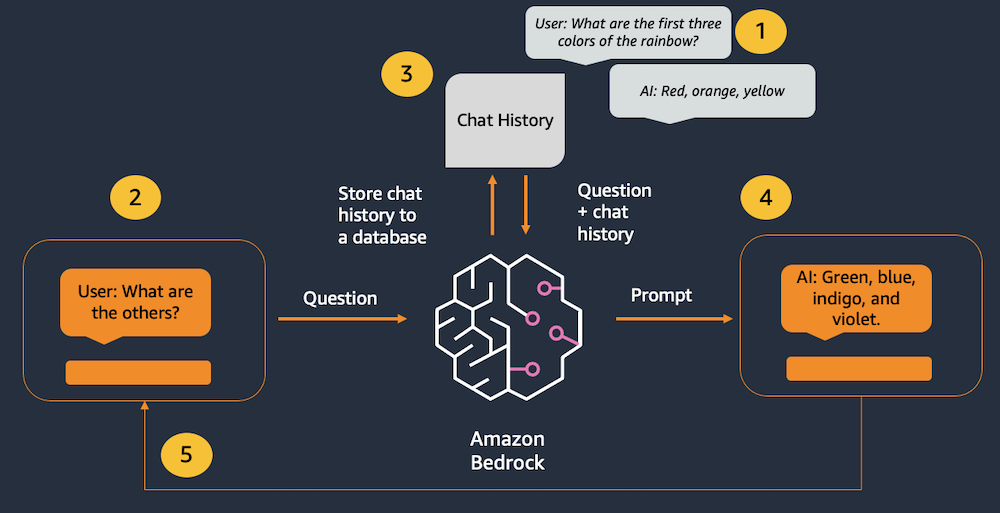 User: What are the first three
colors of the rainbow?
1
AI: Red, orange, yellow
3
Chat History
2
Store chat
history to
a database
Question
+ chat
history
4
User: What are
the others?
Question
Prompt
AI: Green, blue,
indigo, and
violet.
Amazon
Bedrock
5